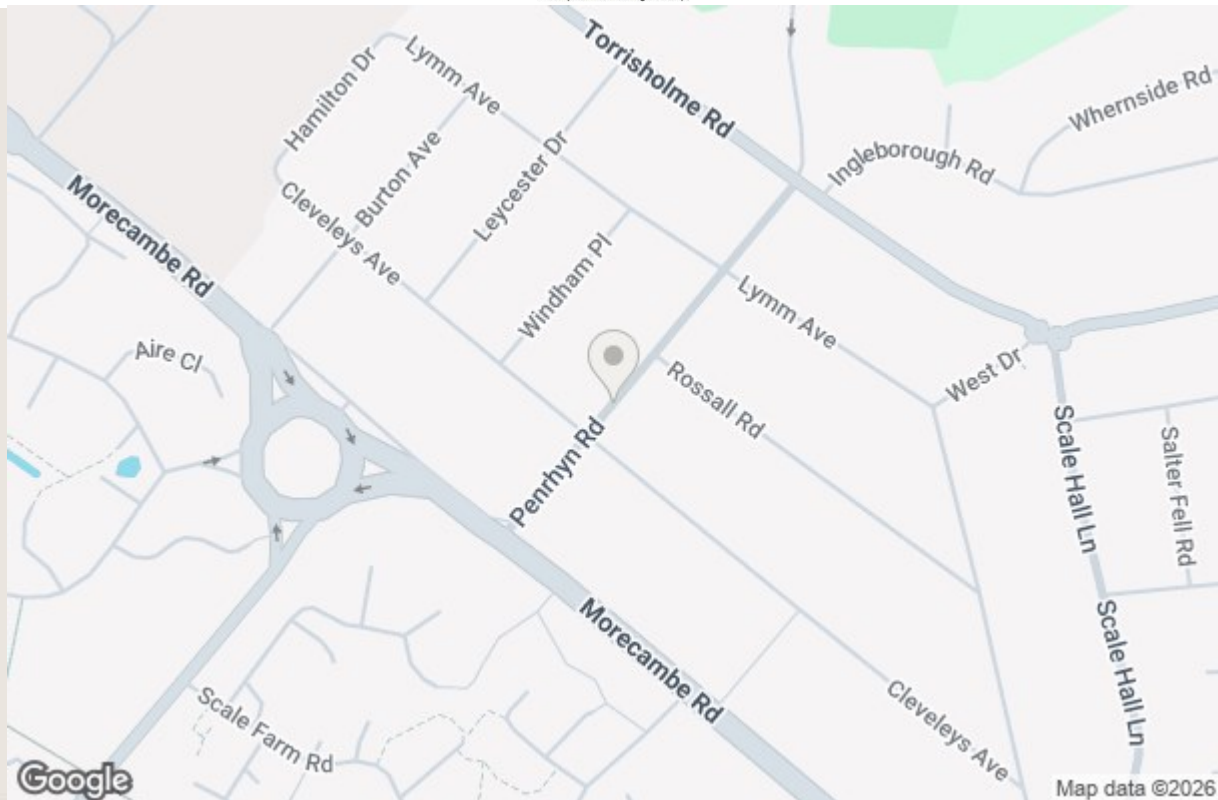 Torrisholme Rd
Lymm Ave
Hamilton Dr
Whernside Rd
Burton Ave
Leycester Dr
Ingleborough Rd
Cleveleys Ave
Morecambe Rd
Windham Pl
Lymm Ave
Aire Cl
West Dr
Rossall Rd
Penrhyn Rd
Scale Hall Ln
Salter Fell Rd
Morecambe Rd
Scale Hall Ln
Scale Farm Rd
Cleveleys Ave
Google
Map data ©2026